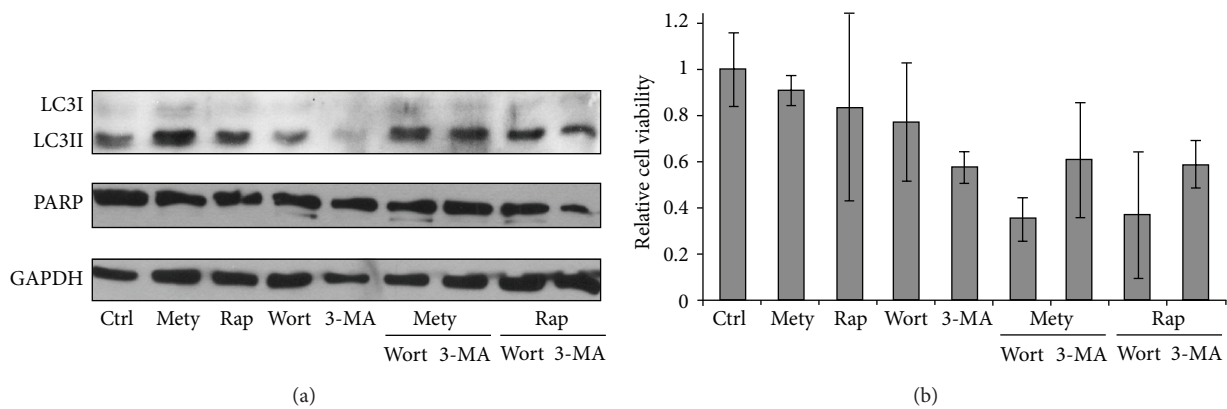 LC3I
LC3II
PARP
GAPDH
Ctrl Mety Rap Wort 3-MA Mety Rap
Wort 3-MA Wort 3-MA
(a)
Relative cell viability
1.2
1
0.8
0.6
0.4
0.2
0
Ctrl Mety Rap Wort 3-MA Mety Rap
Wort 3-MA Wort 3-MA
(b)